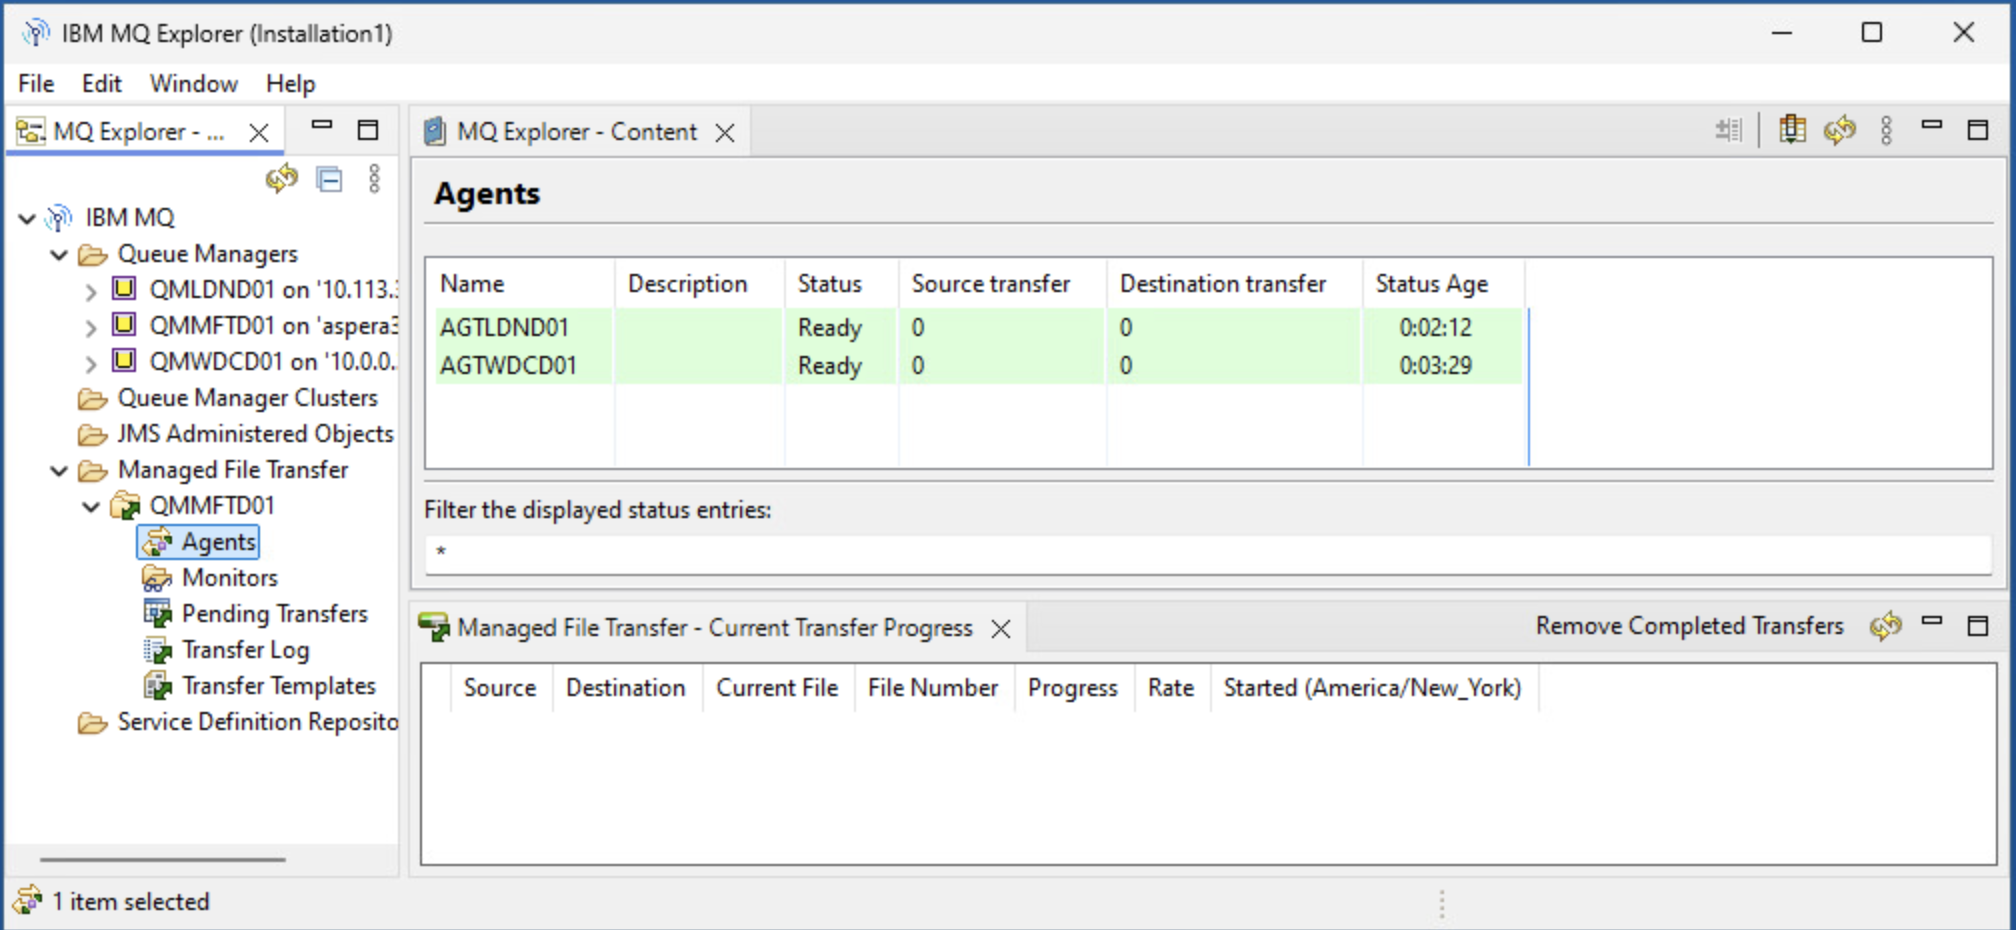 IBM MQ Explorer (Installation1)
File Edit Window Help
MQ Explorer - ...
IBM MQ
Queue Managers
QMLDND01 on '10.113.
QMMFTD01 on 'aspera3
QMWDCD01 on '10.0.0.
Queue Manager Clusters
JMS Administered Objects
Managed File Transfer
QMMFTD01
Agents
Monitors
Pending Transfers
Transfer Log
Transfer Templates
Service Definition Reposito
MQ Explorer - Content
Agents
Name Description Status Source transfer Destination transfer Status Age
AGTLDND01 Ready 0 0 0:02:12
AGTWDCD01 Ready 0 0 0:03:29
Filter the displayed status entries:
*
Managed File Transfer - Current Transfer Progress
Remove Completed Transfers
Source Destination Current File File Number Progress Rate Started (America/New_York)
1 item selected